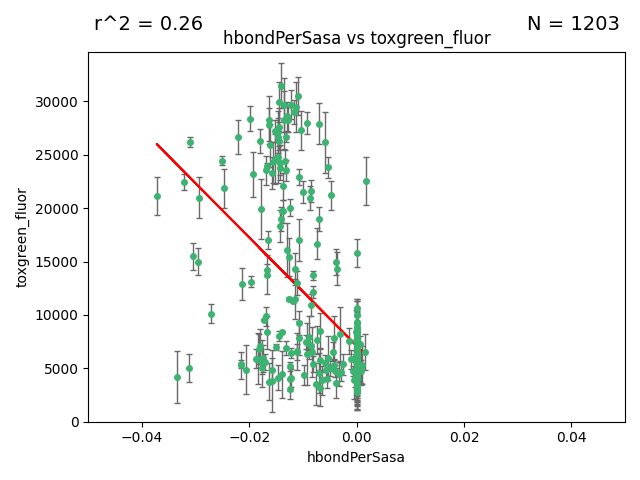 r^2 = 0.26
N = 1203
hbondPerSasa vs toxgreen_fluor
30000
25000
20000
15000
10000
5000
0
toxgreen_fluor
−0.04
−0.02
0.00
0.02
0.04
hbondPerSasa